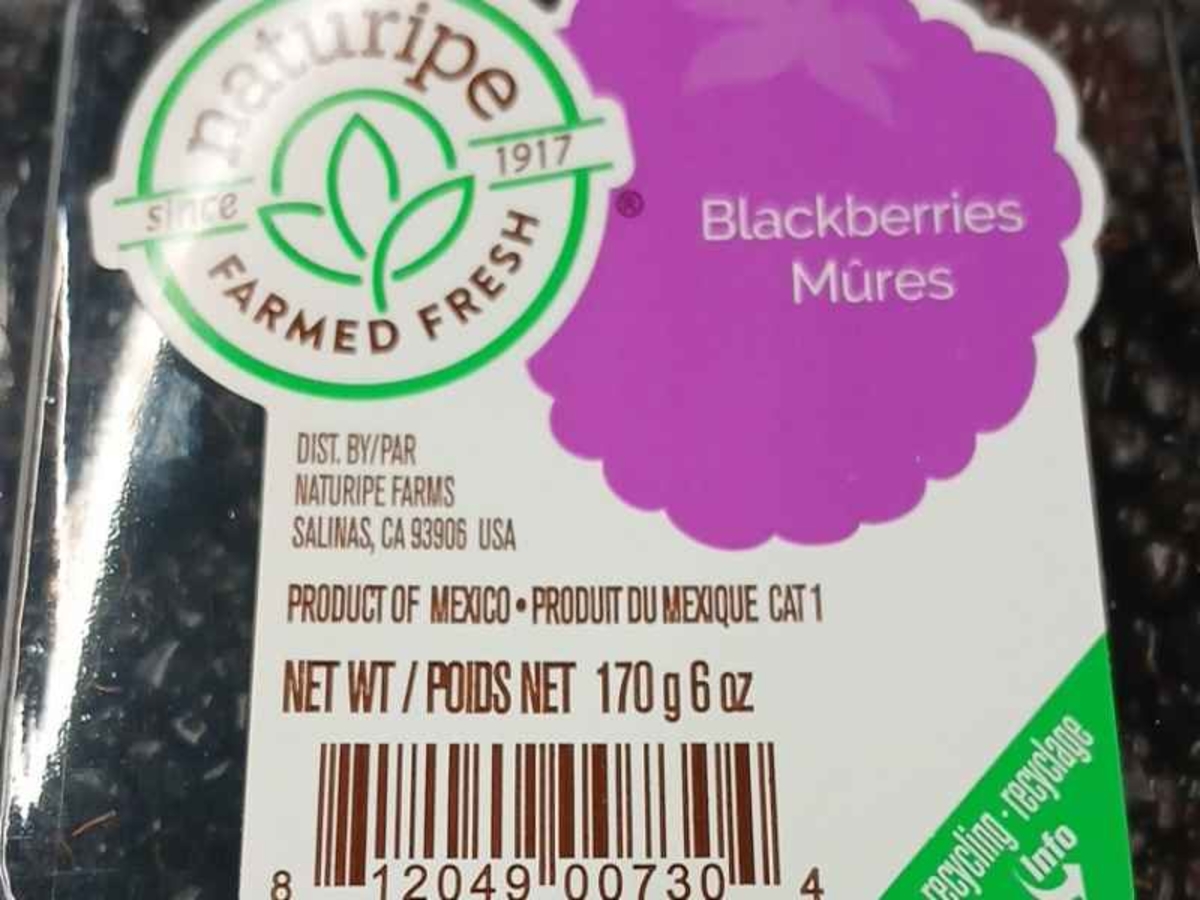 naturipe
since 1917
FARMED FRESH
®
Blackberries
Mûres
DIST. BY/PAR
NATURIPE FARMS
SALINAS, CA 93906 USA
PRODUCT OF MEXICO • PRODUIT DU MEXIQUE CAT 1
NET WT / POIDS NET 170 g 6 oz
8 12049 00730 4
recycling · recyclage
Info